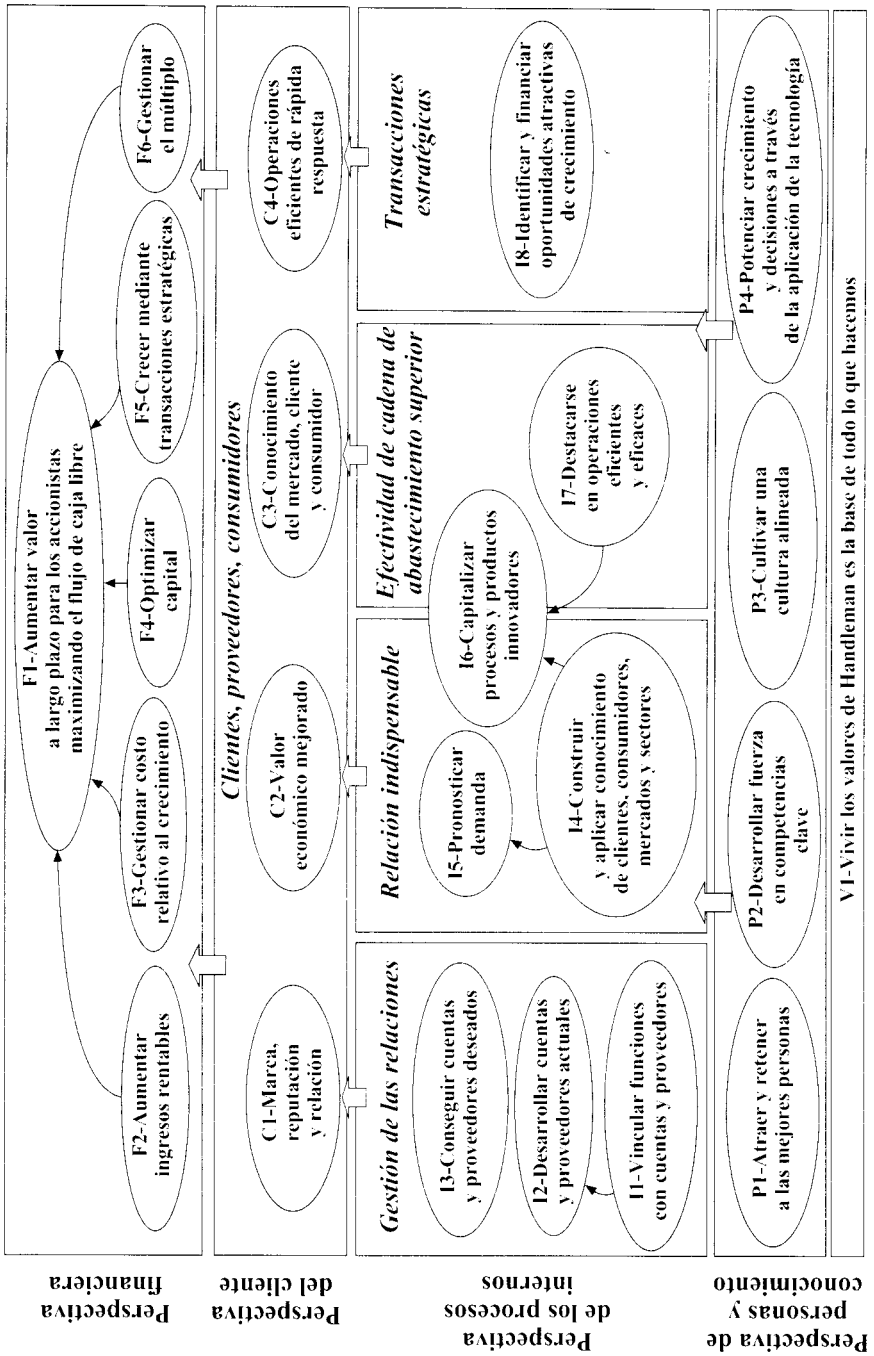 Perspectiva
financiera
F1-Aumentar valor
a largo plazo para los accionistas
maximizando el flujo de caja libre
F2-Aumentar
ingresos rentables
F3-Gestionar costo
relativo al crecimiento
F4-Optimizar
capital
F5-Crecer mediante
transacciones estratégicas
F6-Gestionar
el múltiplo
Perspectiva
del cliente
Clientes, proveedores, consumidores
C1-Marca,
reputación
y relación
C2-Valor
económico mejorado
C3-Conocimiento
del mercado, cliente
y consumidor
C4-Operaciones
eficientes de rápida
respuesta
Perspectiva
de los procesos
internos
Gestión de las relaciones
I3-Conseguir cuentas
y proveedores deseados
I2-Desarrollar cuentas
y proveedores actuales
I1-Vincular funciones
con cuentas y proveedores
Relación indispensable
I5-Pronosticar
demanda
I4-Construir
y aplicar conocimiento
de clientes, consumidores,
mercados y sectores
Efectividad de cadena de
abastecimiento superior
I6-Capitalizar
procesos y productos
innovadores
I7-Destacarse
en operaciones
eficientes
y eficaces
Transacciones
estratégicas
I8-Identificar y financiar
oportunidades atractivas
de crecimiento
Perspectiva de
personas y
conocimiento
P1-Atraer y retener
a las mejores personas
P2-Desarrollar fuerza
en competencias
clave
P3-Cultivar una
cultura alineada
P4-Potenciar crecimiento
y decisiones a través
de la aplicación de la tecnología
V1-Vivir los valores de Handleman es la base de todo lo que hacemos